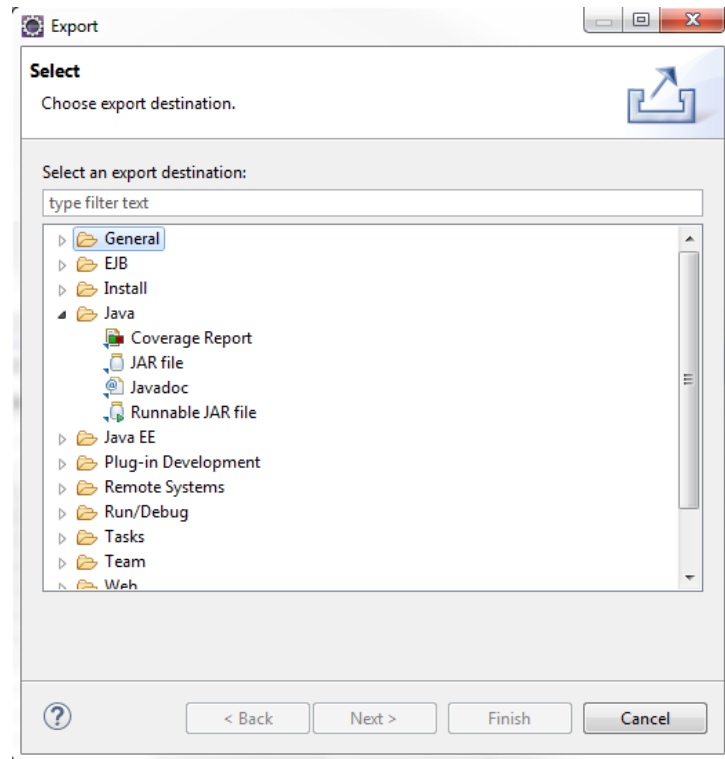 Export
Select
Choose export destination.
Select an export destination:
type filter text
General
EJB
Install
Java
Coverage Report
JAR file
Javadoc
Runnable JAR file
Java EE
Plug-in Development
Remote Systems
Run/Debug
Tasks
Team
Web
< Back Next > Finish Cancel